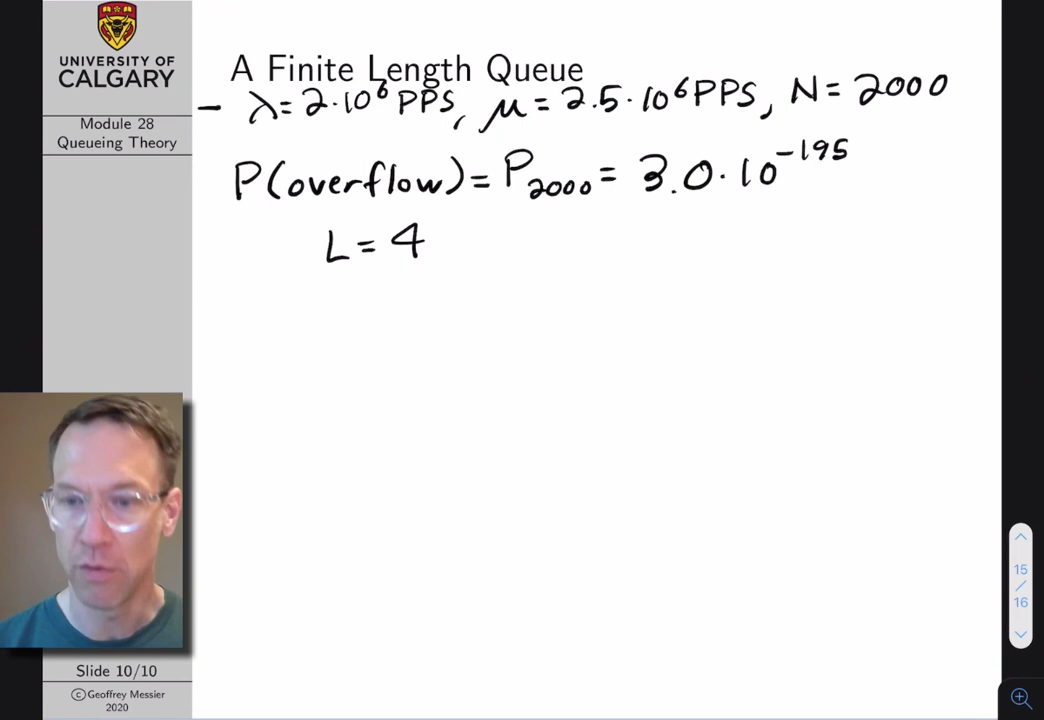 UNIVERSITY OF
CALGARY
Module 28
Queueing Theory
A Finite Length Queue
- λ = 2·10⁶ PPS, μ = 2.5·10⁶ PPS, N = 2000
P(overflow) = P₂₀₀₀ = 3.0·10⁻¹⁹⁵
L = 4
15
/
16
Slide 10/10
©Geoffrey Messier
2020